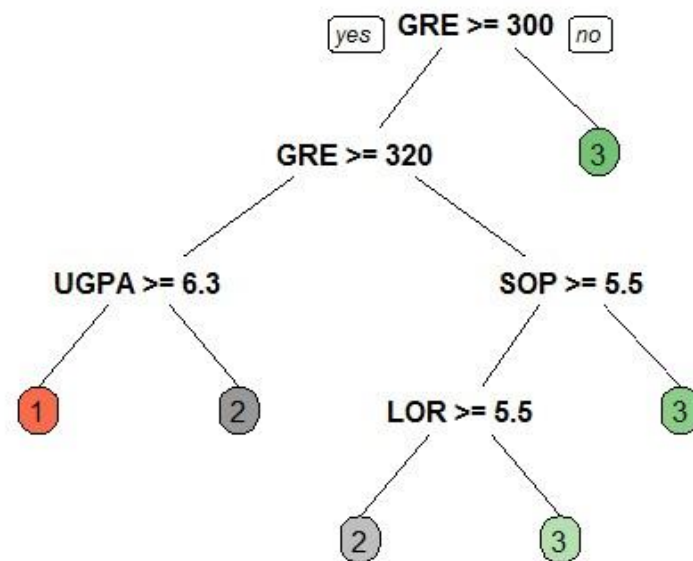 yes GRE >= 300 no
GRE >= 320 3
UGPA >= 6.3 SOP >= 5.5
1 2 LOR >= 5.5 3
2 3